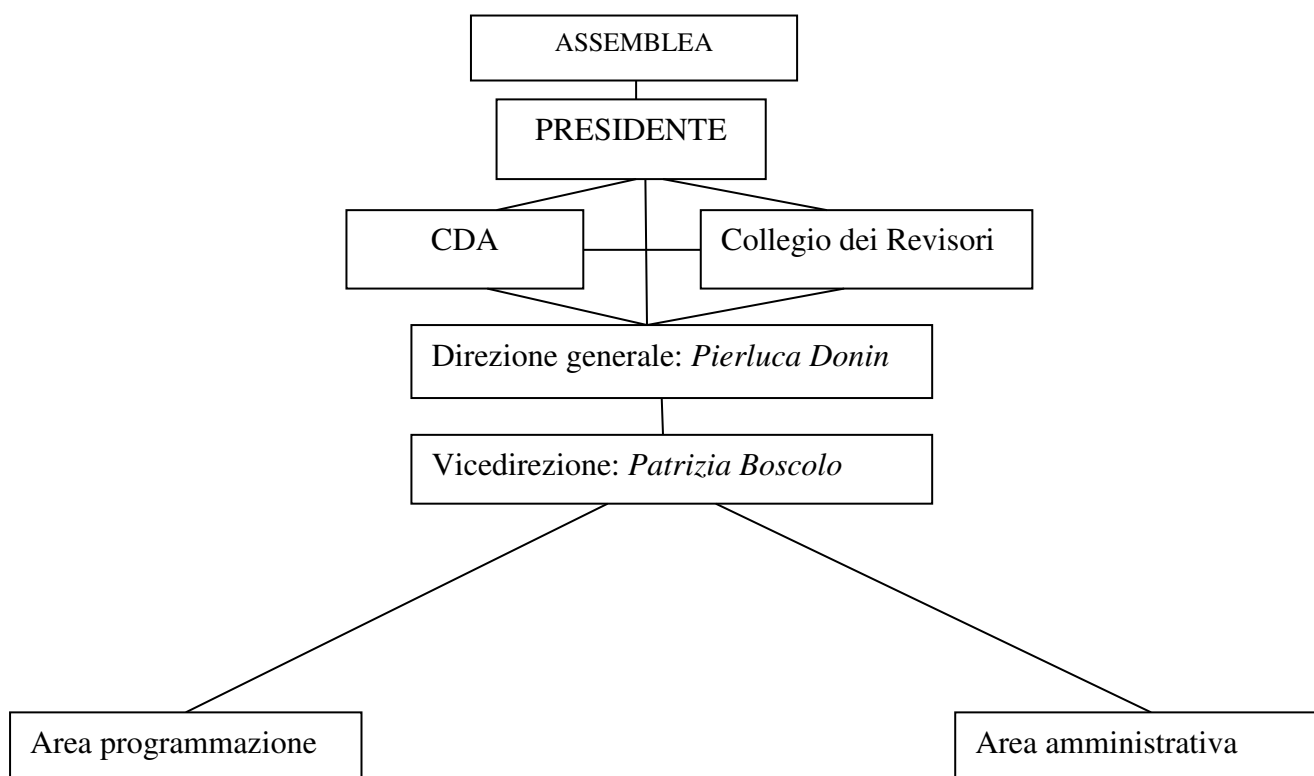 ASSEMBLEA
PRESIDENTE
CDA
Collegio dei Revisori
Direzione generale: Pierluca Donin
Vicedirezione: Patrizia Boscolo
Area programmazione
Area amministrativa